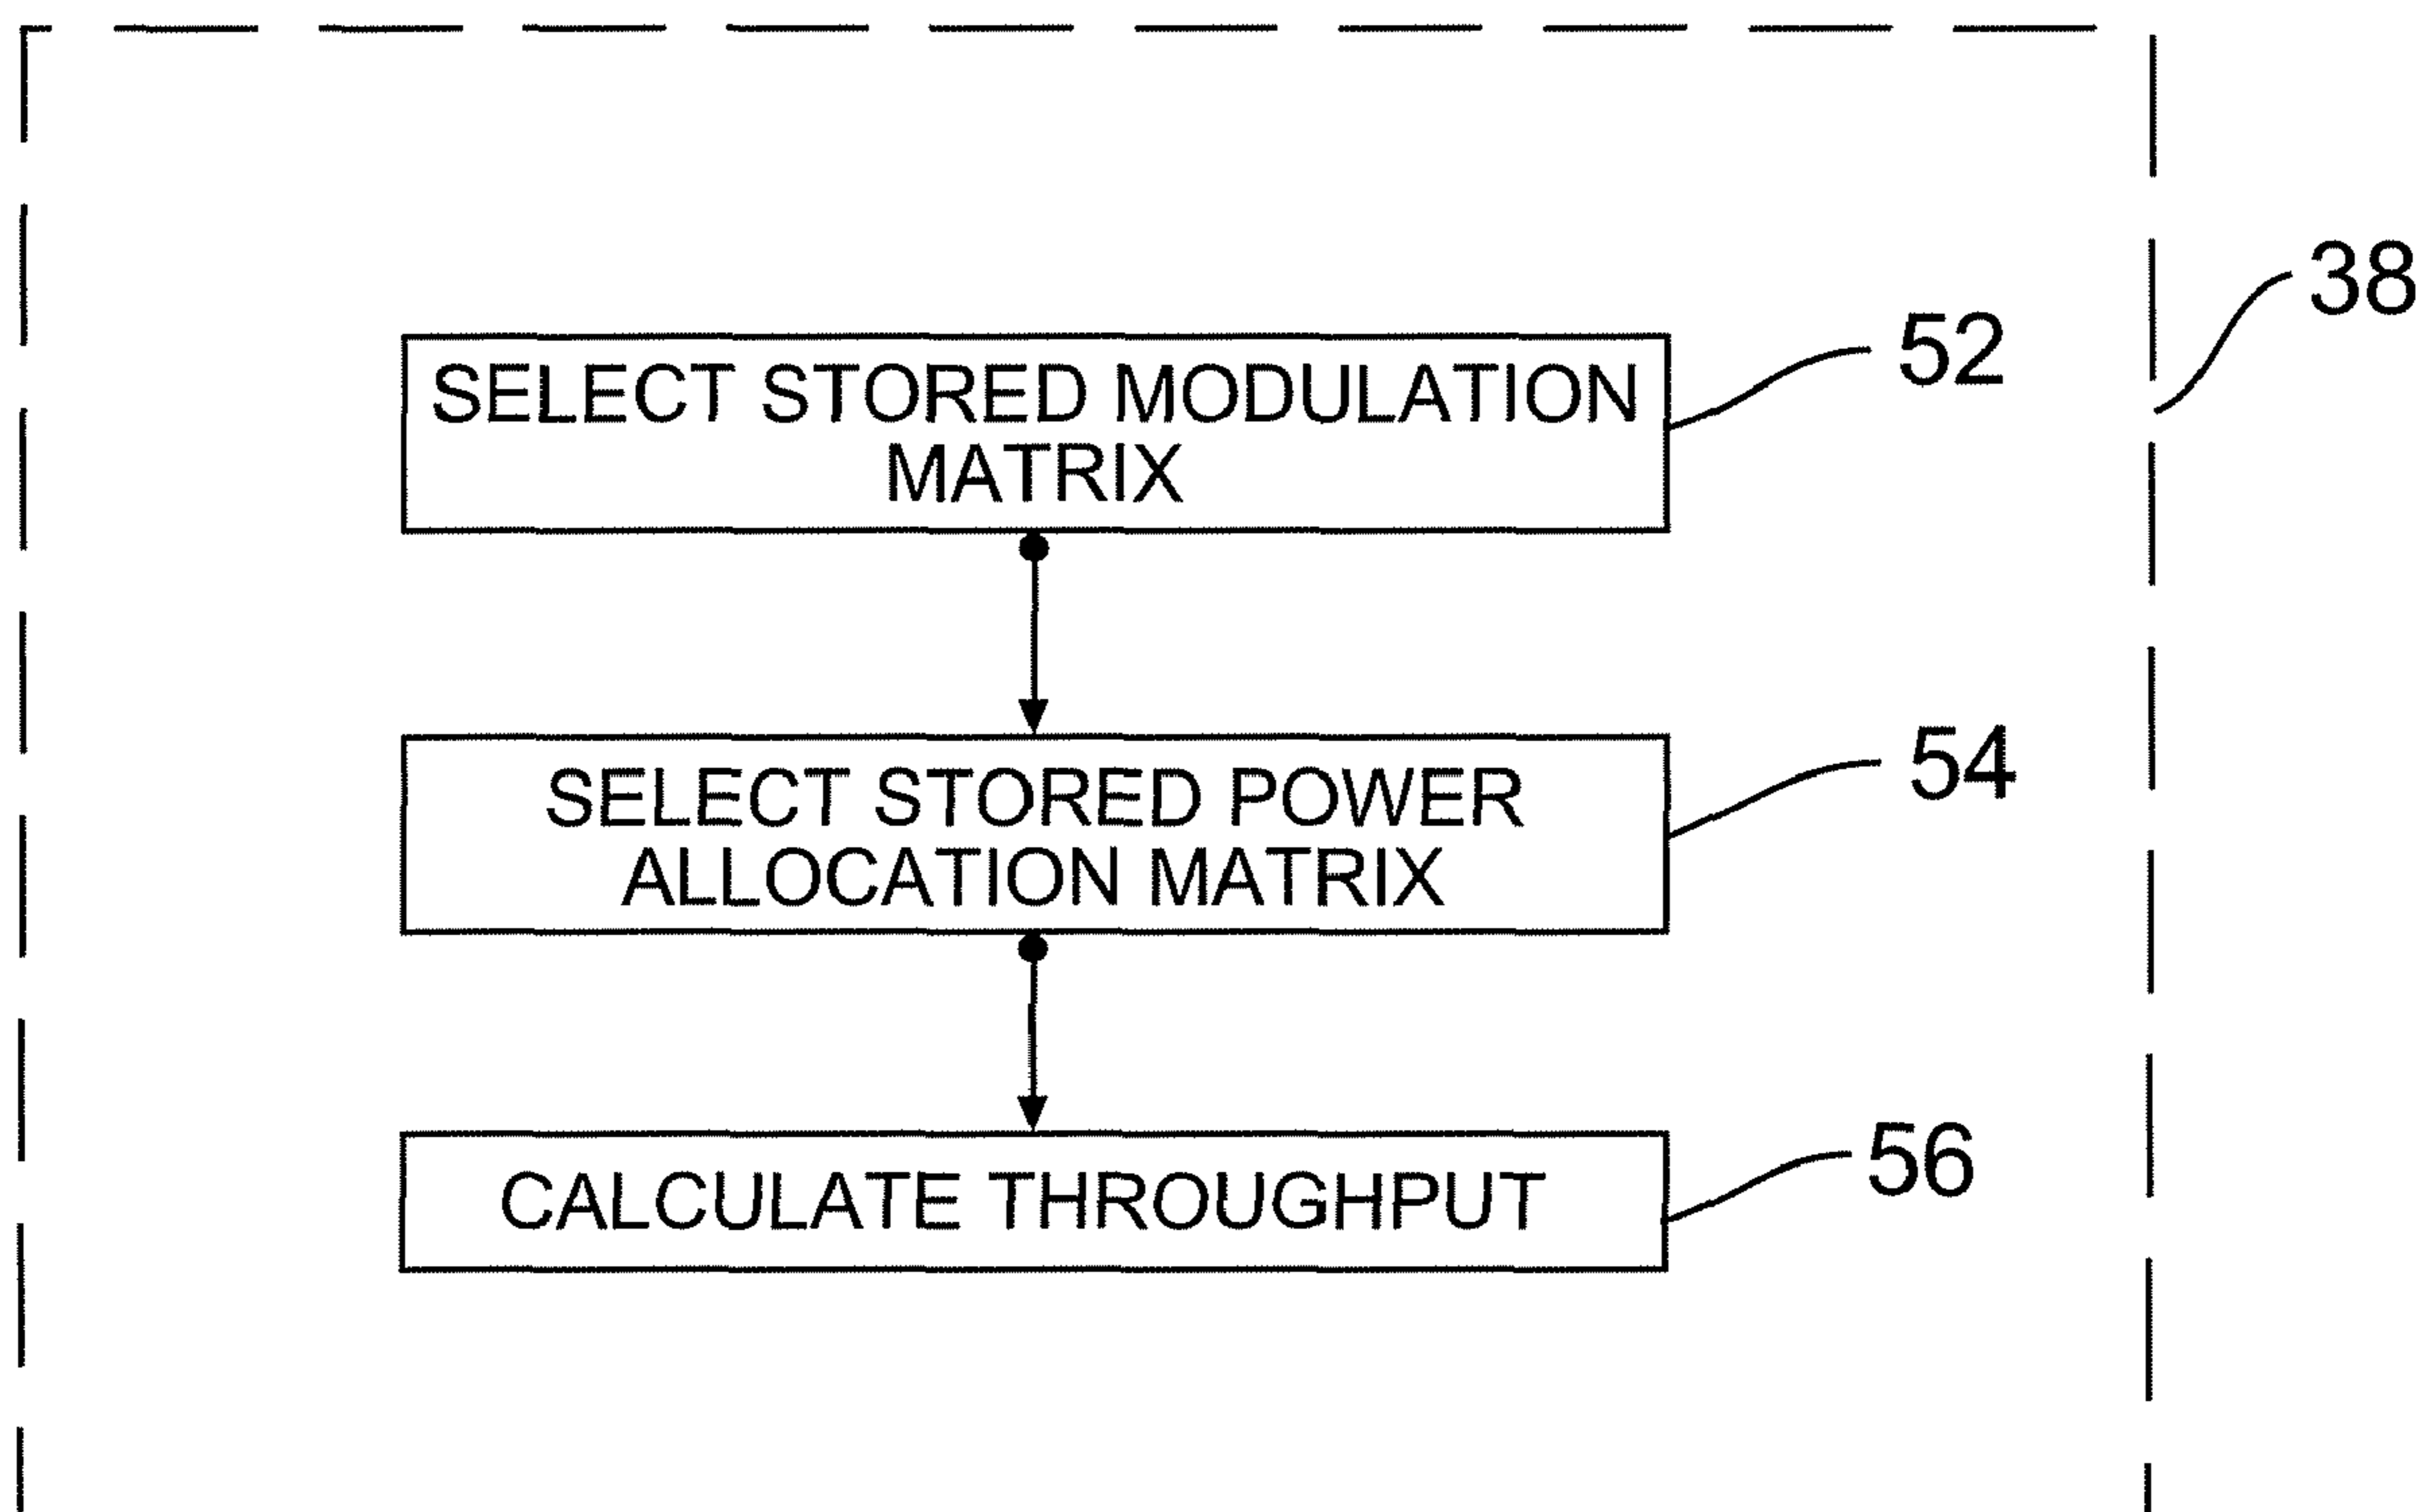 38
52
SELECT STORED MODULATION
MATRIX
54
SELECT STORED POWER
ALLOCATION MATRIX
56
CALCULATE THROUGHPUT